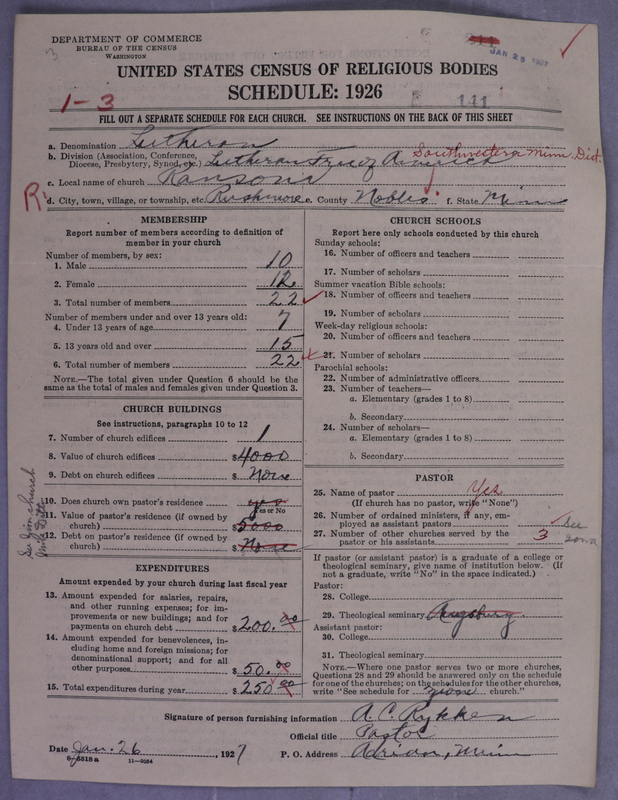 DEPARTMENT OF COMMERCE
BUREAU OF THE CENSUS
WASHINGTON
JAN 28 1927
UNITED STATES CENSUS OF RELIGIOUS BODIES
SCHEDULE: 1926
1-3
141
FILL OUT A SEPARATE SCHEDULE FOR EACH CHURCH. SEE INSTRUCTIONS ON THE BACK OF THIS SHEET
a. Denomination Lutheran
b. Division (Association, Conference, Diocese, Presbytery, Synod, etc.) Lutheran Free of America Southwestern Minn. Dist.
c. Local name of church Ransom
R.
d. City, town, village, or township, etc. Rushmore e. County Nobles f. State Minn
MEMBERSHIP
Report number of members according to definition of
member in your church
Number of members, by sex:
1. Male 10
2. Female 12
3. Total number of members 22
Number of members under and over 13 years old:
4. Under 13 years of age 7
5. 13 years old and over 15
6. Total number of members 22
NOTE.—The total given under Question 6 should be the
same as the total of males and females given under Question 3.
CHURCH BUILDINGS
See instructions, paragraphs 10 to 12
7. Number of church edifices 1
8. Value of church edifices $4000
9. Debt on church edifices $ None
10. Does church own pastor's residence yes
Yes or No
11. Value of pastor's residence (if owned by
church) $5000
12. Debt on pastor's residence (if owned by
church) $ None
EXPENDITURES
Amount expended by your church during last fiscal year
13. Amount expended for salaries, repairs,
and other running expenses; for im-
provements or new buildings; and for
payments on church debt $200.00
14. Amount expended for benevolences, in-
cluding home and foreign missions; for
denominational support; and for all
other purposes $50.00
15. Total expenditures during year $250.00
CHURCH SCHOOLS
Report here only schools conducted by this church
Sunday schools:
16. Number of officers and teachers
17. Number of scholars
Summer vacation Bible schools:
18. Number of officers and teachers
19. Number of scholars
Week-day religious schools:
20. Number of officers and teachers
21. Number of scholars
Parochial schools:
22. Number of administrative officers
23. Number of teachers—
a. Elementary (grades 1 to 8)
b. Secondary
24. Number of scholars—
a. Elementary (grades 1 to 8)
b. Secondary
PASTOR
25. Name of pastor Yes
(If church has no pastor, write "None")
26. Number of ordained ministers, if any, em-
ployed as assistant pastors
27. Number of other churches served by the
pastor or his assistants 3
See
If pastor (or assistant pastor) is a graduate of a college or
theological seminary, give name of institution below. (If
not a graduate, write "No" in the space indicated.)
Pastor:
28. College
29. Theological seminary Augsburg
Assistant pastor:
30. College
31. Theological seminary
NOTE.—Where one pastor serves two or more churches,
Questions 28 and 29 should be answered only on the schedule
for one of the churches; on the schedules for the other churches,
write "See schedule for Zion church."
Signature of person furnishing information A. C. Rykken
Official title Pastor
Date Jan. 26, 1927 P. O. Address Adrian, Minn
8-6818 a 11-9264